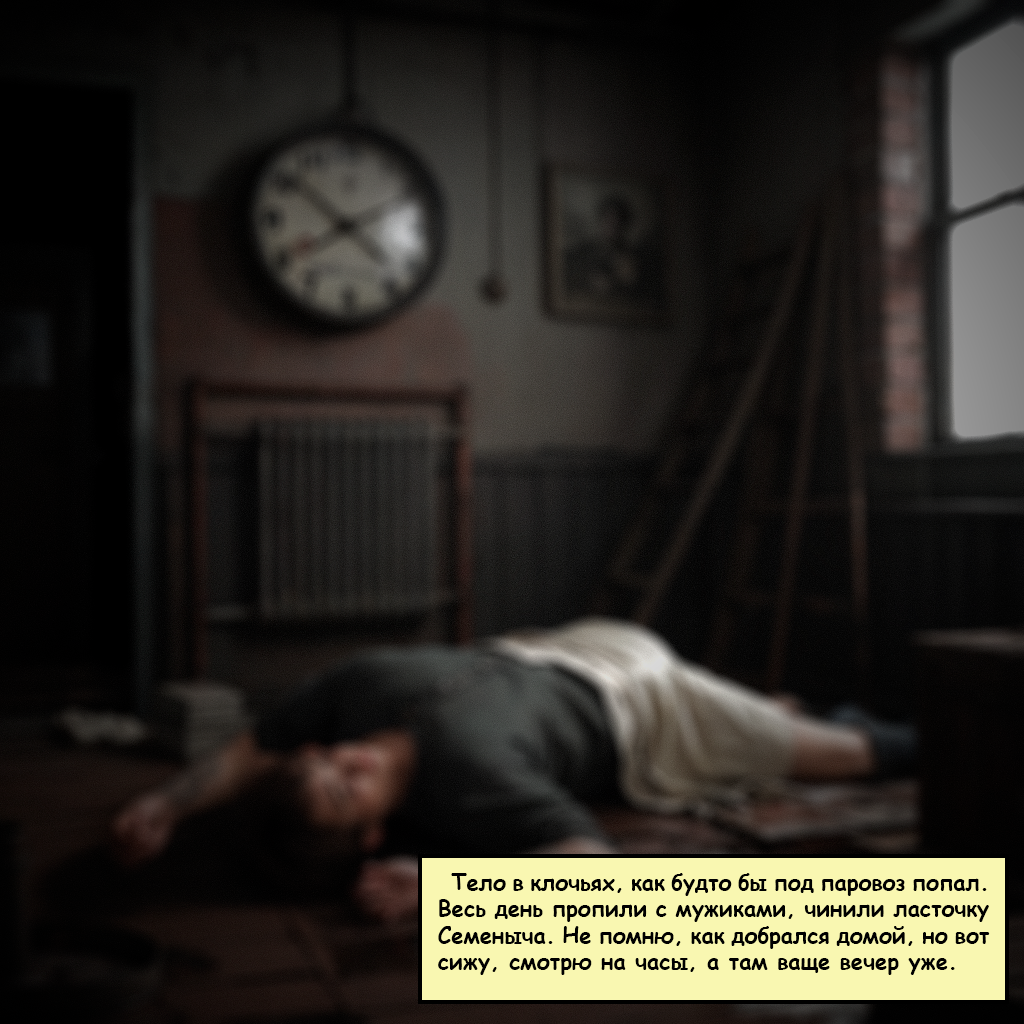 Тело в клочьях, как будто бы под паровоз попал.
Весь день пропили с мужиками, чинили ласточку
Семеныча. Не помню, как добрался домой, но вот
сижу, смотрю на часы, а там ваще вечер уже.